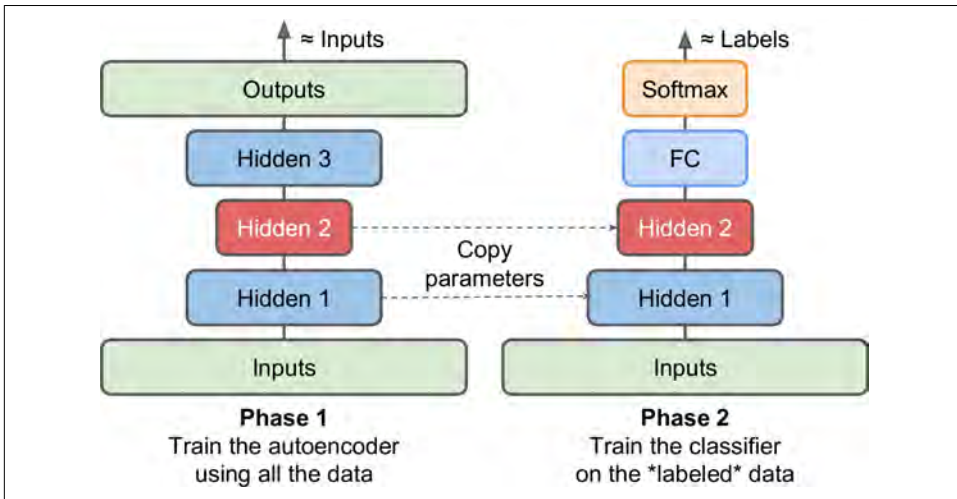 ≈ Inputs
Outputs
Hidden 3
Hidden 2
Hidden 1
Inputs
Phase 1
Train the autoencoder
using all the data
Copy
parameters
≈ Labels
Softmax
FC
Hidden 2
Hidden 1
Inputs
Phase 2
Train the classifier
on the *labeled* data